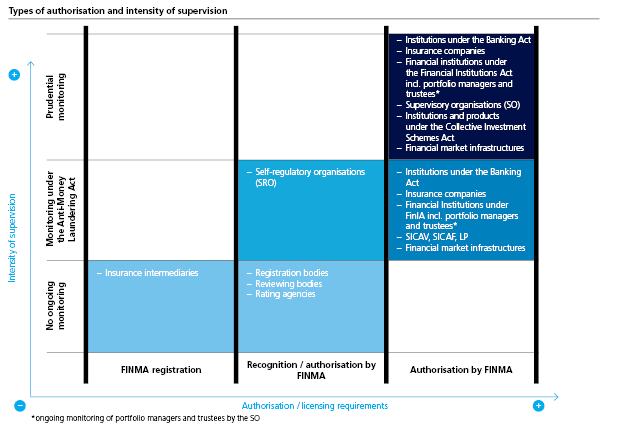 Types of authorisation and intensity of supervision
– Institutions under the Banking Act
– Insurance companies
– Financial institutions under
the Financial Institutions Act
incl. portfolio managers and
trustees*
– Supervisory organisations (SO)
– Institutions and products
under the Collective Investment
Schemes Act
– Financial market infrastructures
Prudential
monitoring
– Self-regulatory organisations
(SRO)
– Institutions under the Banking
Act
– Insurance companies
– Financial Institutions under
FinIA incl. portfolio managers
and trustees*
– SICAV, SICAF, LP
– Financial market infrastructures
Monitoring under
the Anti-Money
Laundering Act
– Insurance intermediaries
– Registration bodies
– Reviewing bodies
– Rating agencies
No ongoing
monitoring
Intensity of supervision
FINMA registration
Recognition / authorisation by
FINMA
Authorisation by FINMA
Authorisation / licensing requirements
*ongoing monitoring of portfolio managers and trustees by the SO